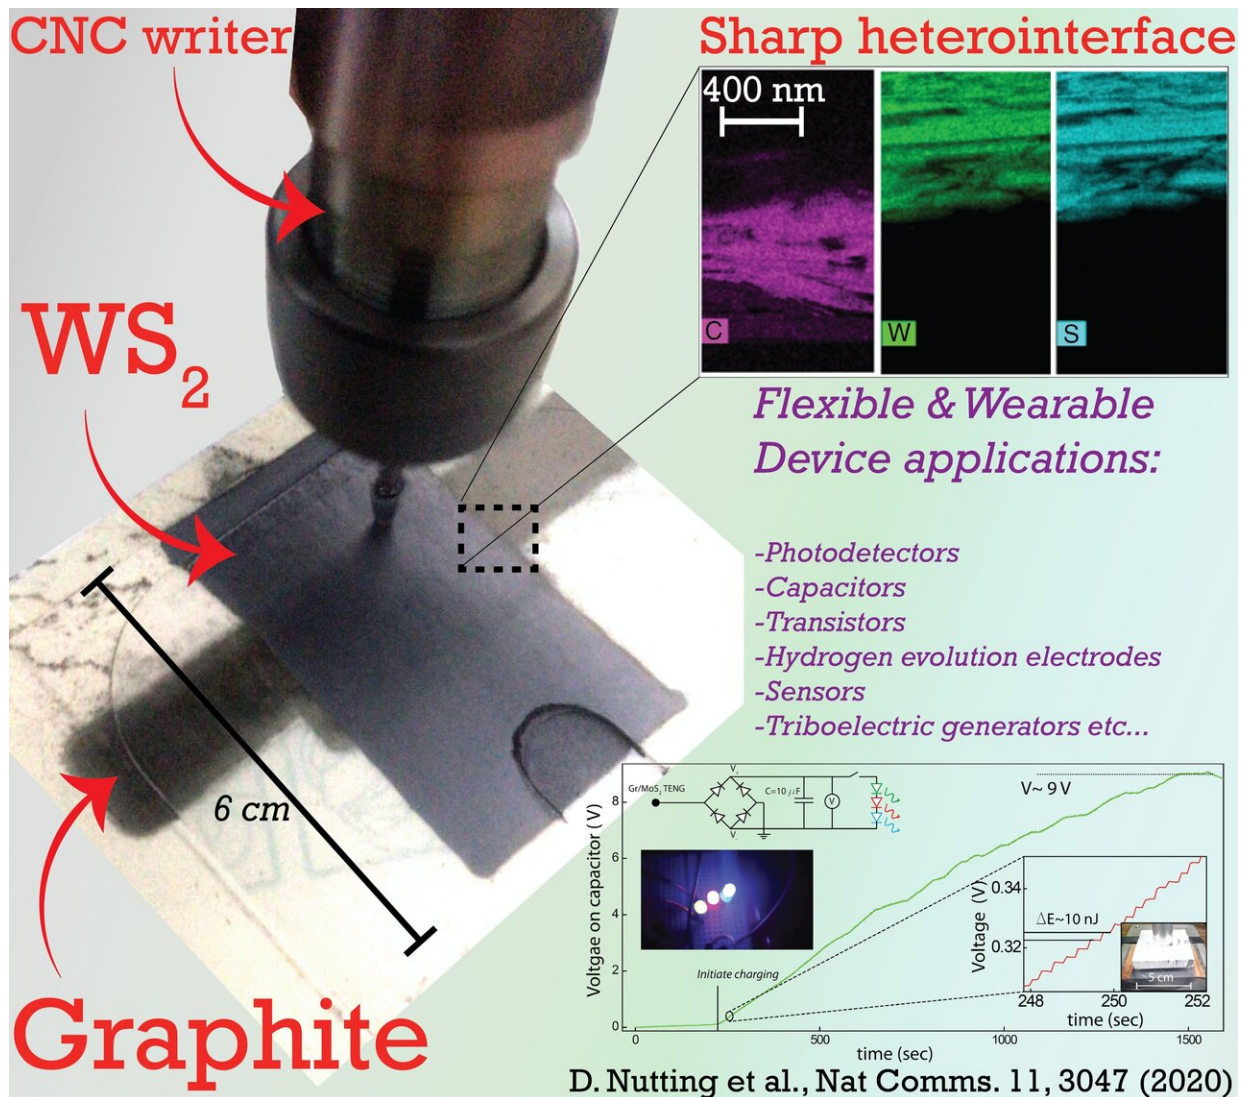 CNC writer
Sharp heterointerface
400 nm
C
W
S
WS2
Flexible & Wearable
Device applications:
-Photodetectors
-Capacitors
-Transistors
-Hydrogen evolution electrodes
-Sensors
-Triboelectric generators etc...
6 cm
Graphite
Voltgae on capacitor (V)
8
6
4
2
0
Gr/MoS2 TENG
V+
V-
C=10 μF
V
V~ 9 V
Initiate charging
Voltage (V)
0.34
0.32
ΔE~10 nJ
5 cm
248 250 252
time (sec)
0 500 1000 1500
time (sec)
D. Nutting et al., Nat Comms. 11, 3047 (2020)